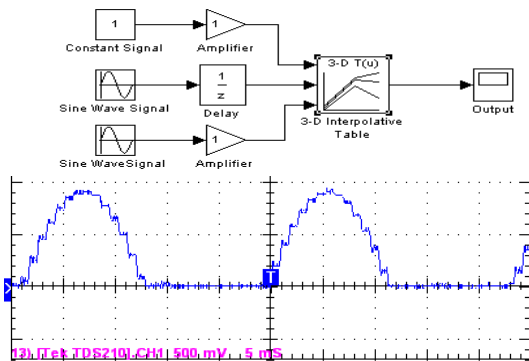 1
1
Constant Signal
Amplifier
3-D T(u)
1
z
Sine Wave Signal
Delay
Output
3-D Interpolative
Table
1
Sine WaveSignal
Amplifier
T
13) [Tek TDS210].CH1 500 mV 5 mS